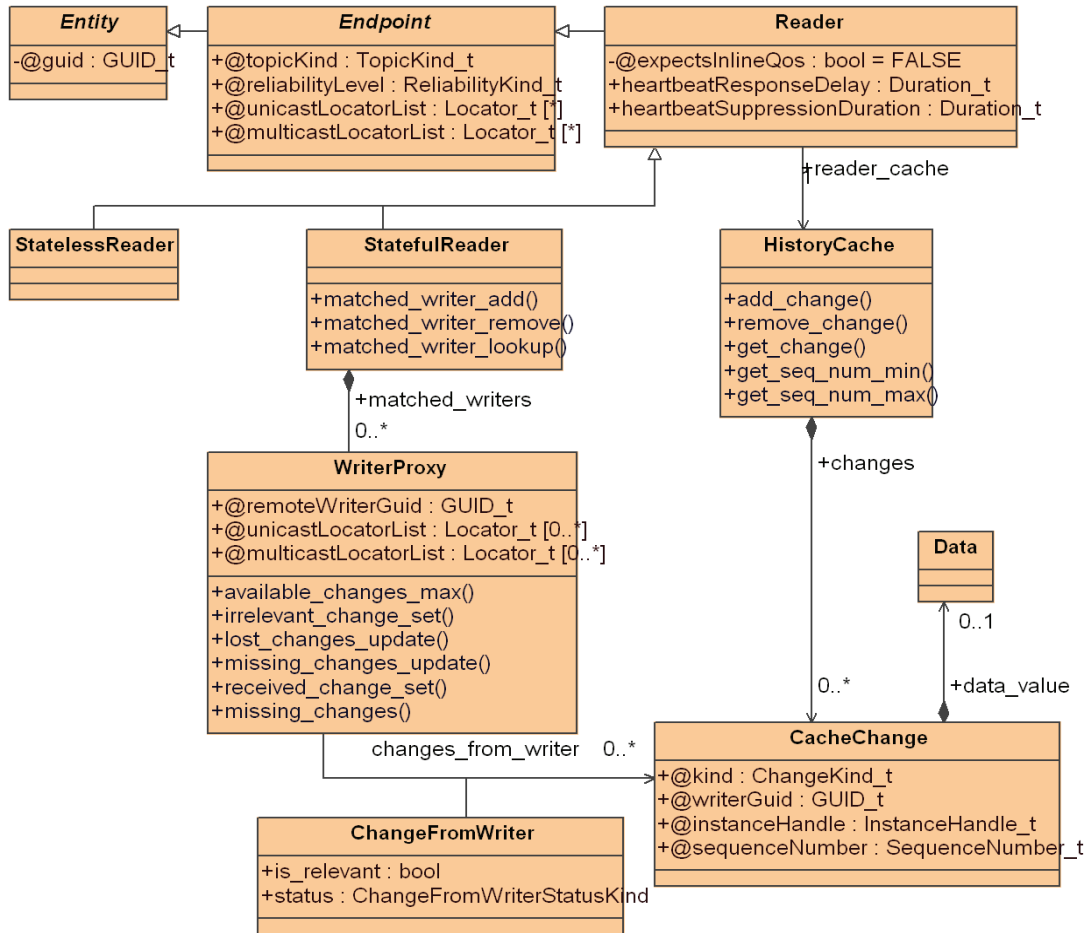 Entity
-@guid : GUID_t
Endpoint
+@topicKind : TopicKind_t
+@reliabilityLevel : ReliabilityKind_t
+@unicastLocatorList : Locator_t [*]
+@multicastLocatorList : Locator_t [*]
Reader
-@expectsInlineQos : bool = FALSE
+heartbeatResponseDelay : Duration_t
+heartbeatSuppressionDuration : Duration_t
+reader_cache
1
StatelessReader
StatefulReader
+matched_writer_add()
+matched_writer_remove()
+matched_writer_lookup()
HistoryCache
+add_change()
+remove_change()
+get_change()
+get_seq_num_min()
+get_seq_num_max()
+matched_writers
0..*
WriterProxy
+@remoteWriterGuid : GUID_t
+@unicastLocatorList : Locator_t [0..*]
+@multicastLocatorList : Locator_t [0..*]
+available_changes_max()
+irrelevant_change_set()
+lost_changes_update()
+missing_changes_update()
+received_change_set()
+missing_changes()
+changes
0..*
Data
0..1
+data_value
changes_from_writer 0..*
CacheChange
+@kind : ChangeKind_t
+@writerGuid : GUID_t
+@instanceHandle : InstanceHandle_t
+@sequenceNumber : SequenceNumber_t
ChangeFromWriter
+is_relevant : bool
+status : ChangeFromWriterStatusKind